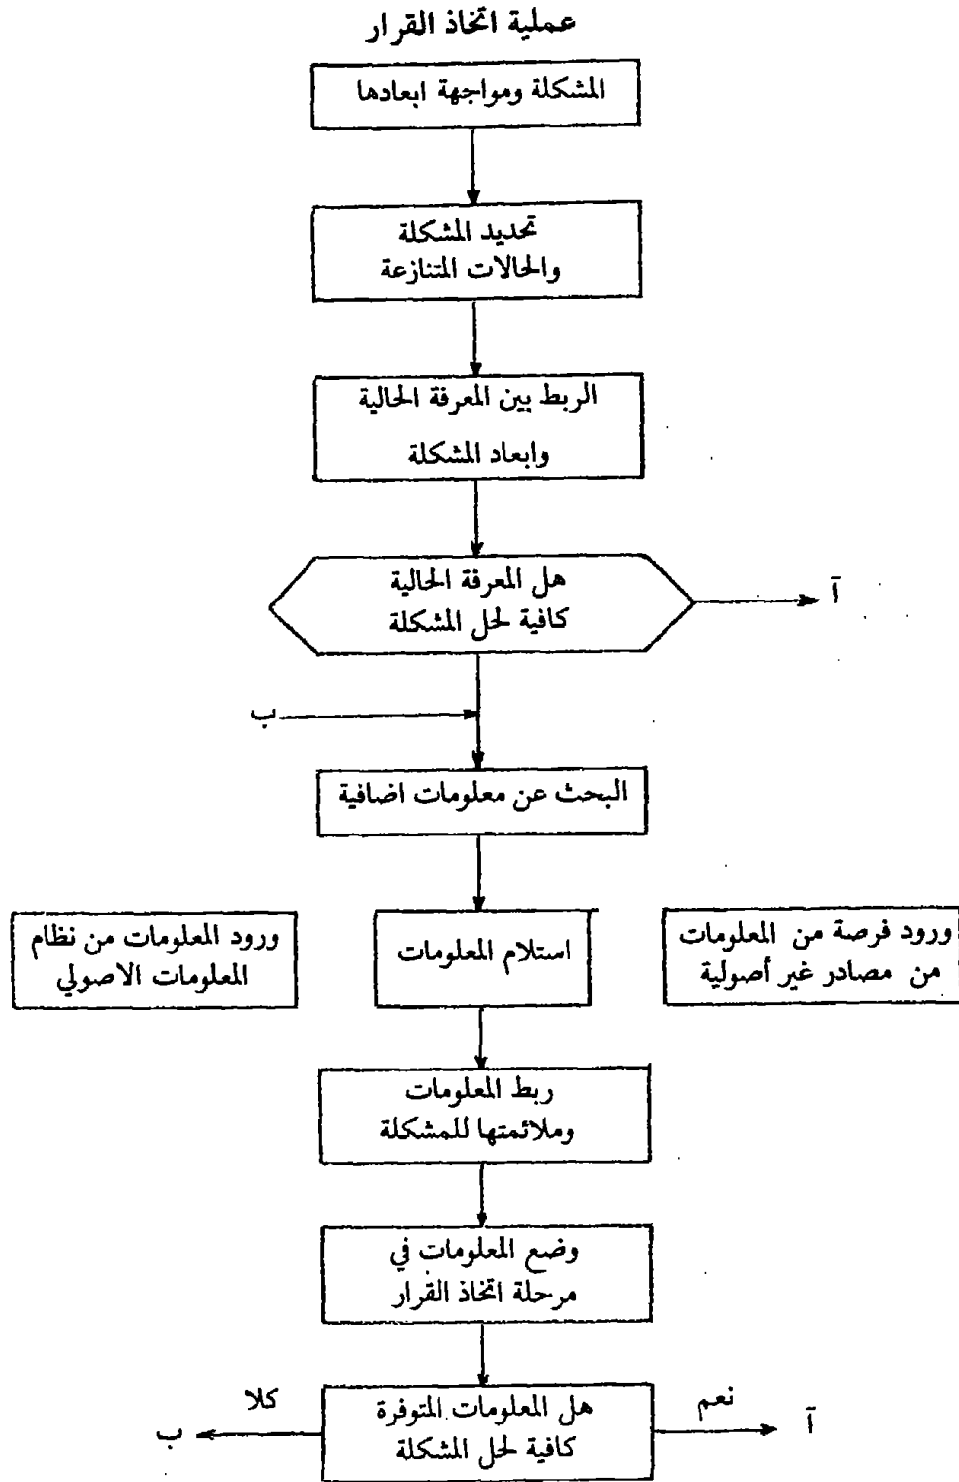 عملية اتخاذ القرار
المشكلة ومواجهة ابعادها
تحديد المشكلة
والحالات المتنازعة
الربط بين المعرفة الحالية
وابعاد المشكلة
هل المعرفة الحالية
كافية لحل المشكلة
آ
ب
البحث عن معلومات اضافية
ورود فرصة من المعلومات
من مصادر غير أصولية
استلام المعلومات
ورود المعلومات من نظام
المعلومات الاصولي
ربط المعلومات
وملائمتها للمشكلة
وضع المعلومات في
مرحلة اتخاذ القرار
هل المعلومات المتوفرة
كافية لحل المشكلة
نعم
آ
كلا
ب